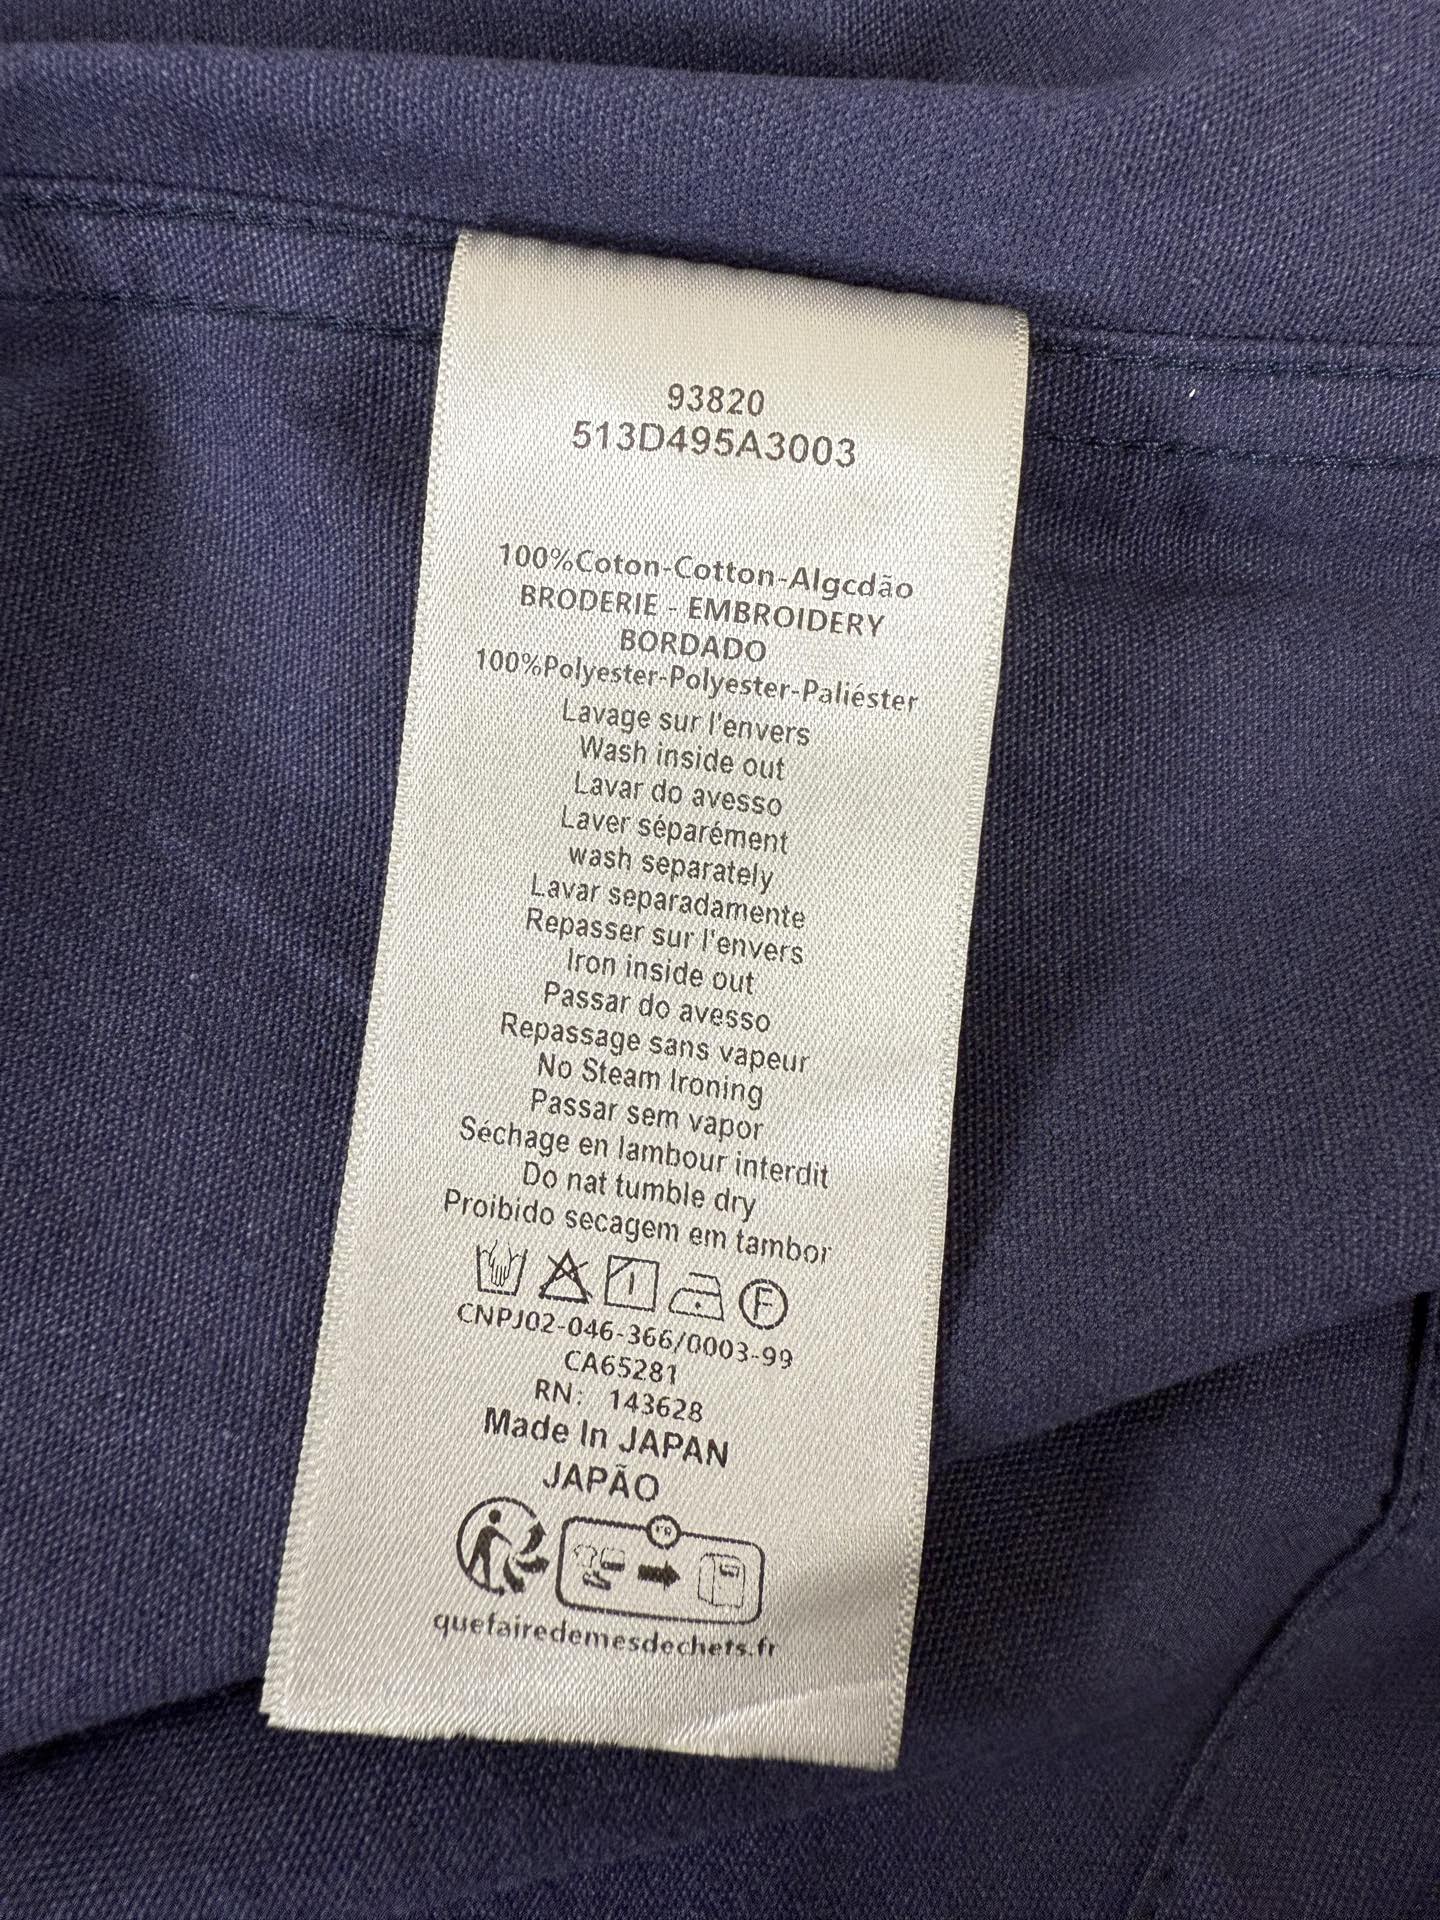 93820
513D495A3003
100%Coton-Cotton-Algcdão
BRODERIE - EMBROIDERY
BORDADO
100%Polyester-Polyester-Paliéster
Lavage sur l'envers
Wash inside out
Lavar do avesso
Laver séparément
wash separately
Lavar separadamente
Repasser sur l'envers
Iron inside out
Passar do avesso
Repassage sans vapeur
No Steam Ironing
Passar sem vapor
Séchage en lambour interdit
Do nat tumble dry
Proibido secagem em tambor
F
CNPJ02-046-366/0003-99
CA65281
RN: 143628
Made In JAPAN
JAPÃO
quefairedemesdechets.fr